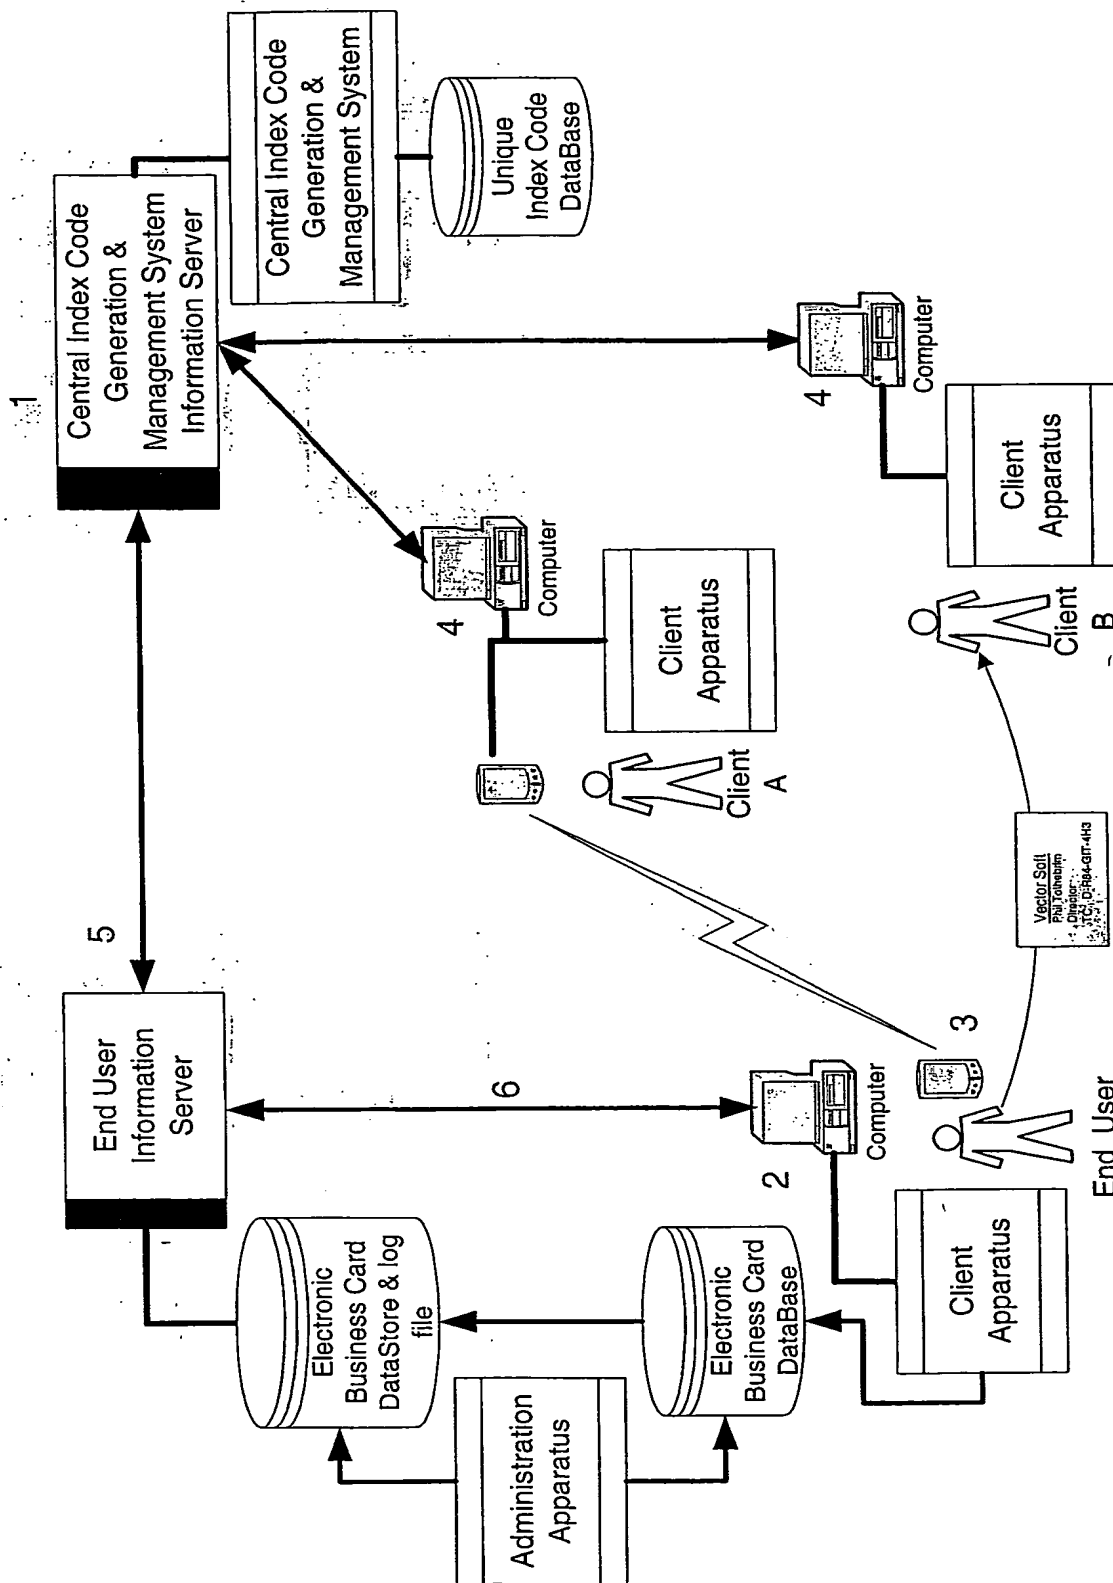 1
Central Index Code
Generation &
Management System
Information Server
Central Index Code
Generation &
Management System
Unique
Index Code
DataBase
5
End User
Information
Server
4
Computer
Client
Apparatus
Client
A
4
Computer
Client
Apparatus
Client
B
6
Electronic
Business Card
DataStore & log
file
Electronic
Business Card
DataBase
Administration
Apparatus
2
Computer
Client
Apparatus
3
End User
Vector Soft
Director